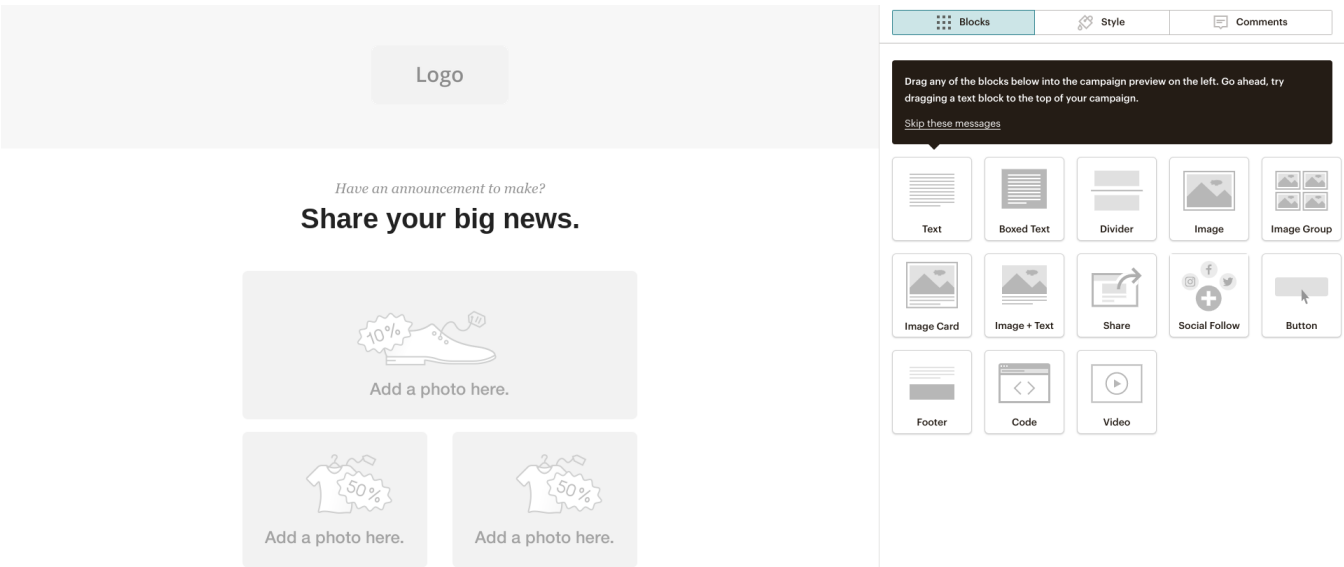 Logo
Have an announcement to make?
Share your big news.
10%
Add a photo here.
50%
Add a photo here.
50%
Add a photo here.
Blocks
Style
Comments
Drag any of the blocks below into the campaign preview on the left. Go ahead, try
dragging a text block to the top of your campaign.
Skip these messages
Text
Boxed Text
Divider
Image
Image Group
Image Card
Image + Text
Share
Social Follow
Button
Footer
Code
Video